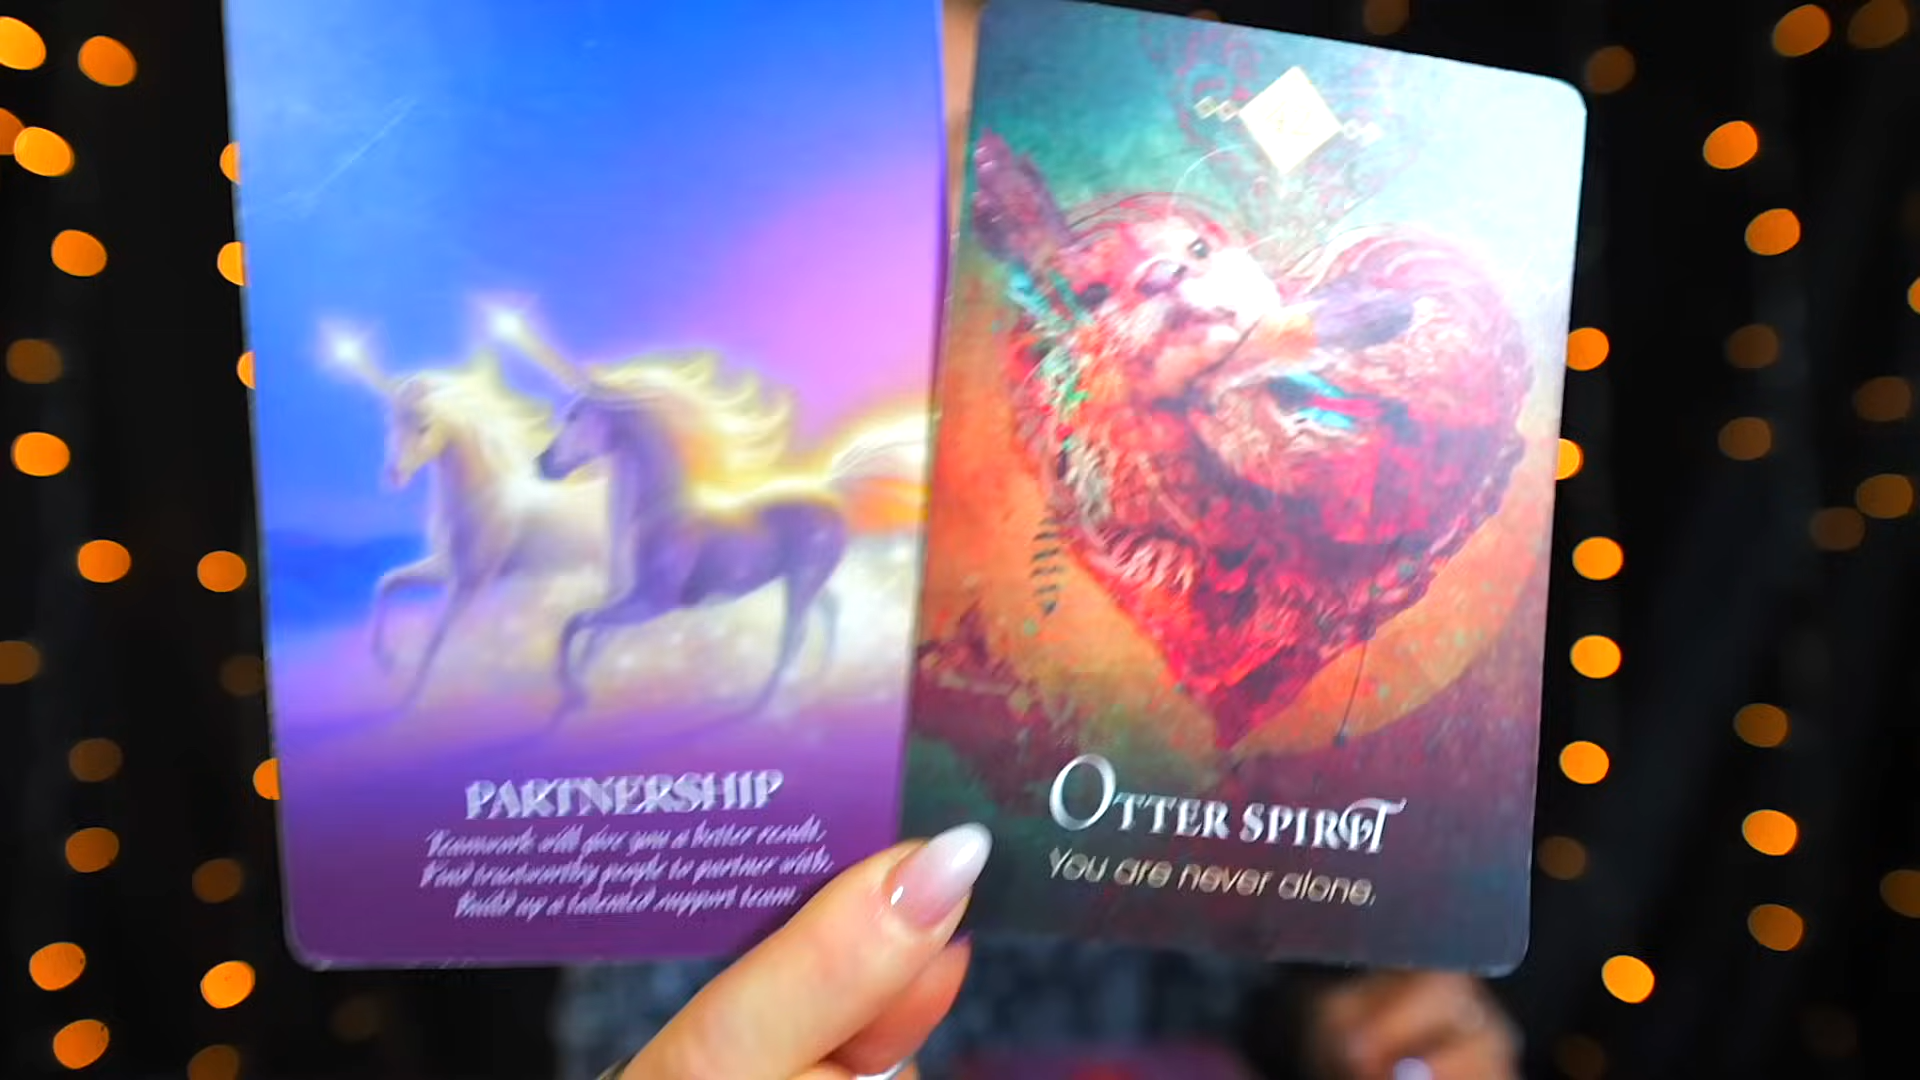 PARTNERSHIP
Teamwork will give you a better result.
Find trustworthy people to partner with.
Build up a talented support team.
OTTER SPIRIT
You are never alone.